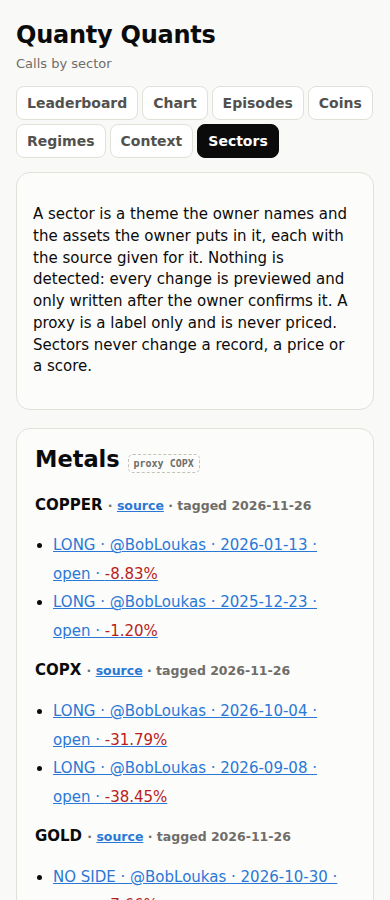 Quanty Quants
Calls by sector
Leaderboard Chart Episodes Coins
Regimes Context Sectors
A sector is a theme the owner names and
the assets the owner puts in it, each with
the source given for it. Nothing is
detected: every change is previewed and
only written after the owner confirms it. A
proxy is a label only and is never priced.
Sectors never change a record, a price or
a score.
Metals proxy COPX
COPPER · source · tagged 2026-11-26
LONG · @BobLoukas · 2026-01-13 ·
open · -8.83%
LONG · @BobLoukas · 2025-12-23 ·
open · -1.20%
COPX · source · tagged 2026-11-26
LONG · @BobLoukas · 2026-10-04 ·
open · -31.79%
LONG · @BobLoukas · 2026-09-08 ·
open · -38.45%
GOLD · source · tagged 2026-11-26
NO SIDE · @BobLoukas · 2026-10-30 ·